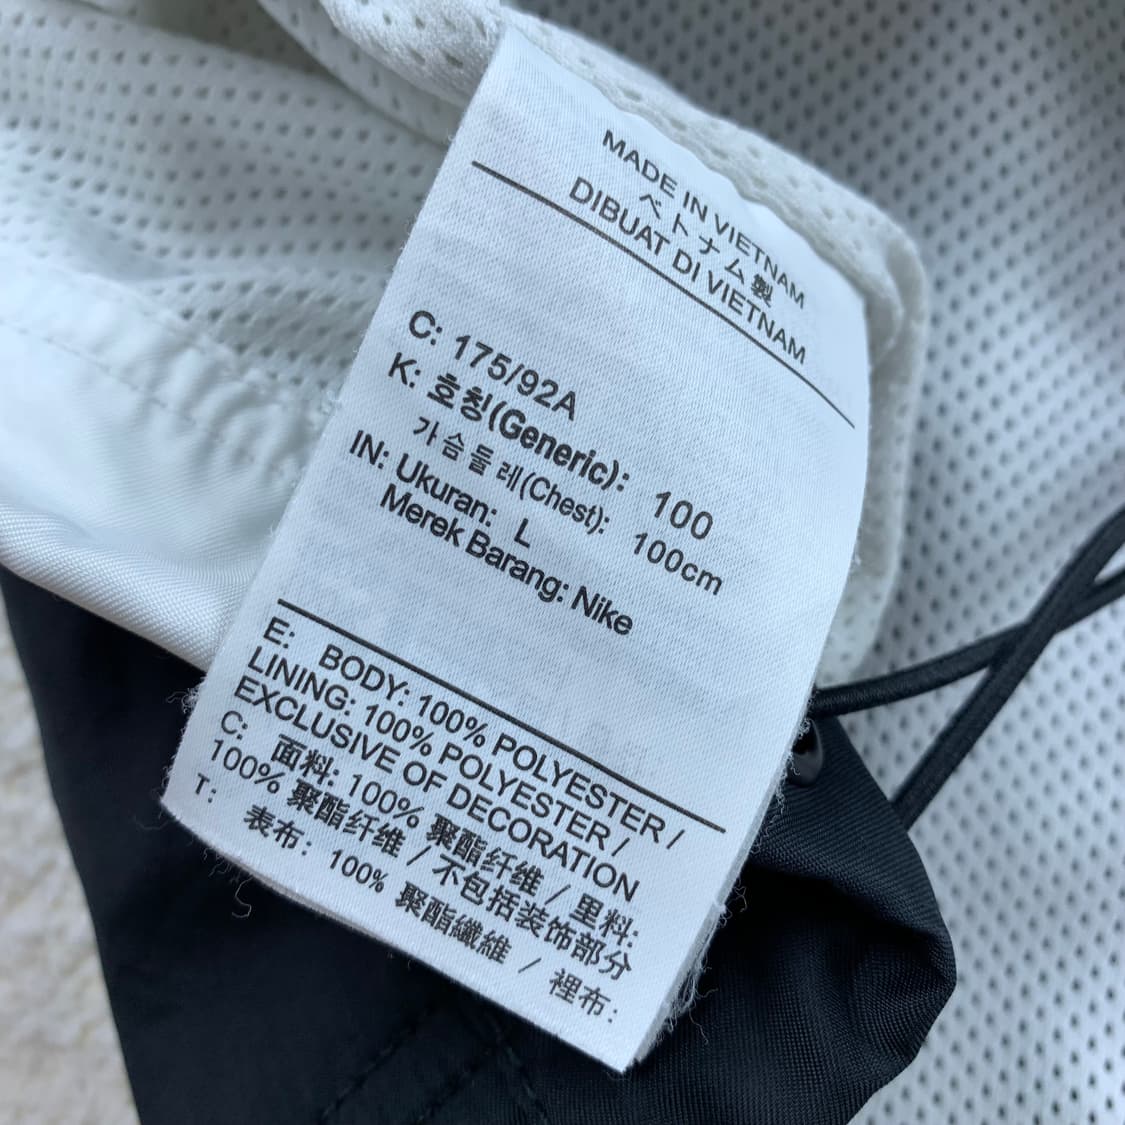 MADE IN VIETNAM
ベトナム製
DIBUAT DI VIETNAM
C: 175/92A
K: 호칭(Generic): 100
가슴둘레(Chest): 100cm
IN: Ukuran: L
Merek Barang: Nike
E: BODY: 100% POLYESTER /
LINING: 100% POLYESTER /
EXCLUSIVE OF DECORATION
C: 面料: 100% 聚酯纤维 / 里料:
100% 聚酯纤维 / 不包括装饰部分
T: 表布: 100% 聚酯纖維 / 裡布: